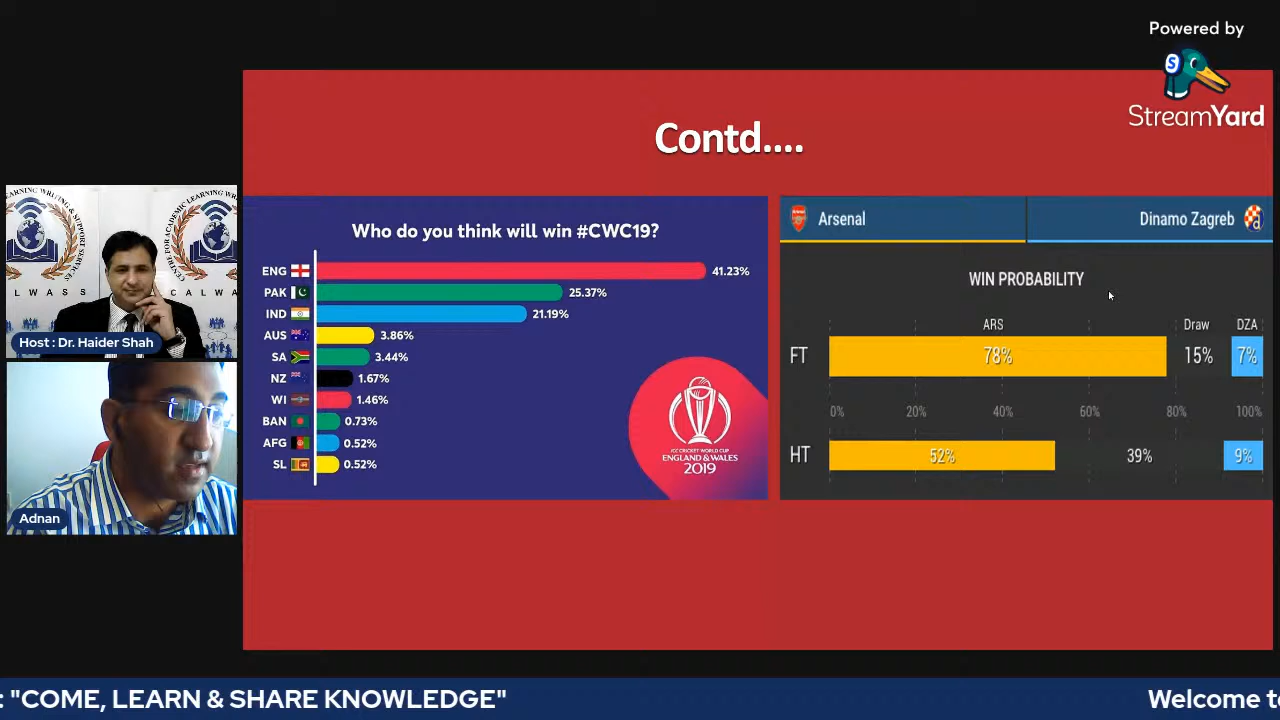 Powered by
StreamYard
Contd....
Who do you think will win #CWC19?
ENG 41.23%
PAK 25.37%
IND 21.19%
AUS 3.86%
SA 3.44%
NZ 1.67%
WI 1.46%
BAN 0.73%
AFG 0.52%
SL 0.52%
ICC CRICKET WORLD CUP
ENGLAND & WALES
2019
Arsenal Dinamo Zagreb
WIN PROBABILITY
ARS Draw DZA
FT 78% 15% 7%
0% 20% 40% 60% 80% 100%
HT 52% 39% 9%
Host : Dr. Haider Shah
Adnan
: "COME, LEARN & SHARE KNOWLEDGE" Welcome to